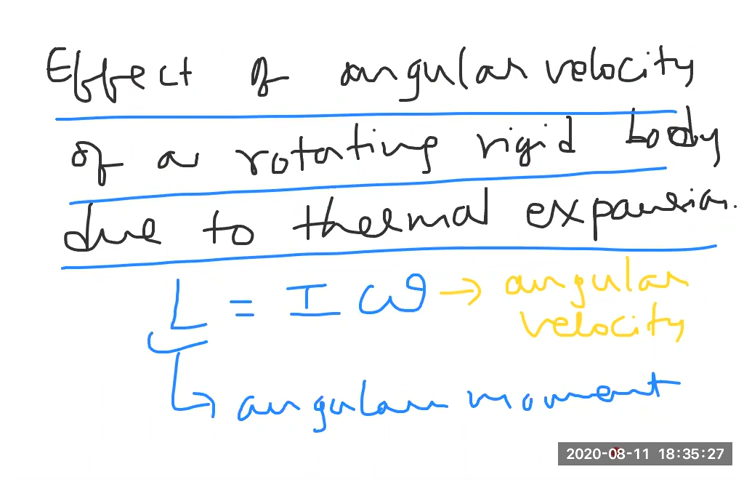 Effect of angular velocity
of a rotating rigid body
due to thermal expansion.
L = I ω → angular
velocity
↳ angular moment
2020-08-11 18:35:27